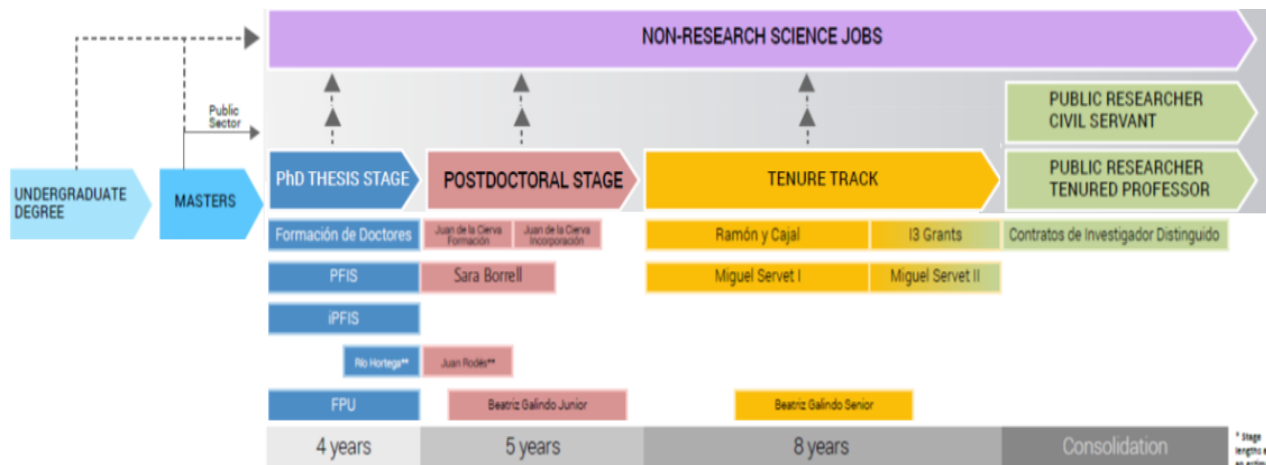 NON-RESEARCH SCIENCE JOBS
Public
Sector
PUBLIC RESEARCHER
CIVIL SERVANT
UNDERGRADUATE
DEGREE
MASTERS
PhD THESIS STAGE
POSTDOCTORAL STAGE
TENURE TRACK
PUBLIC RESEARCHER
TENURED PROFESSOR
Formación de Doctores
Juan de la Cierva
Formación
Juan de la Cierva
Incorporación
Ramón y Cajal
I3 Grants
Contratos de Investigador Distinguido
PFIS
Sara Borrell
Miguel Servet I
Miguel Servet II
iPFIS
Río Hortega**
Juan Rodés**
FPU
Beatriz Galindo Junior
Beatriz Galindo Senior
4 years
5 years
8 years
Consolidation
* Stage
lengths